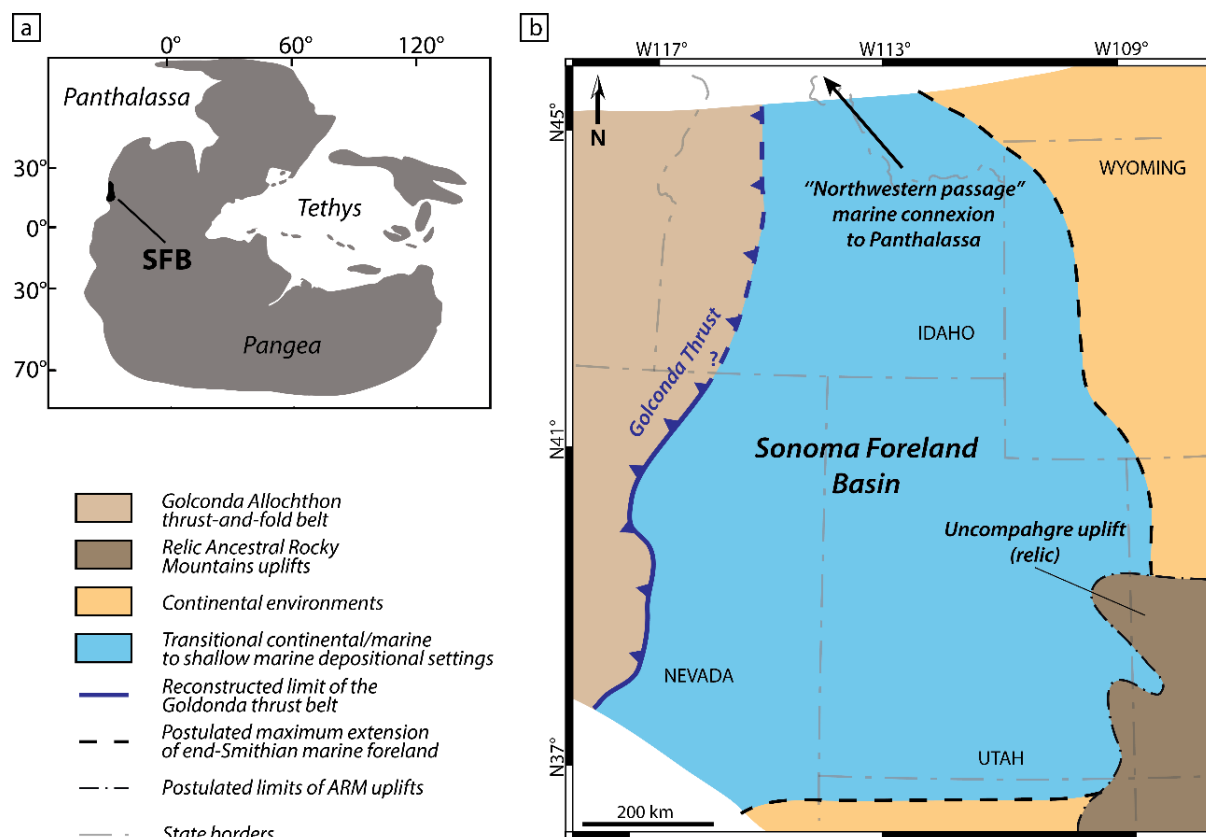 a
0°
60°
120°
Panthalassa
30°
0°
Tethys
SFB
30°
Pangea
70°
Golconda Allochthon
thrust-and-fold belt
Relic Ancestral Rocky
Mountains uplifts
Continental environments
Transitional continental/marine
to shallow marine depositional settings
Reconstructed limit of the
Goldonda thrust belt
Postulated maximum extension
of end-Smithian marine foreland
Postulated limits of ARM uplifts
State borders
b
W117°
W113°
W109°
N45°
N
WYOMING
"Northwestern passage"
marine connexion
to Panthalassa
IDAHO
Golconda Thrust
?
N41°
Sonoma Foreland
Basin
Uncompahgre uplift
(relic)
NEVADA
N37°
UTAH
200 km